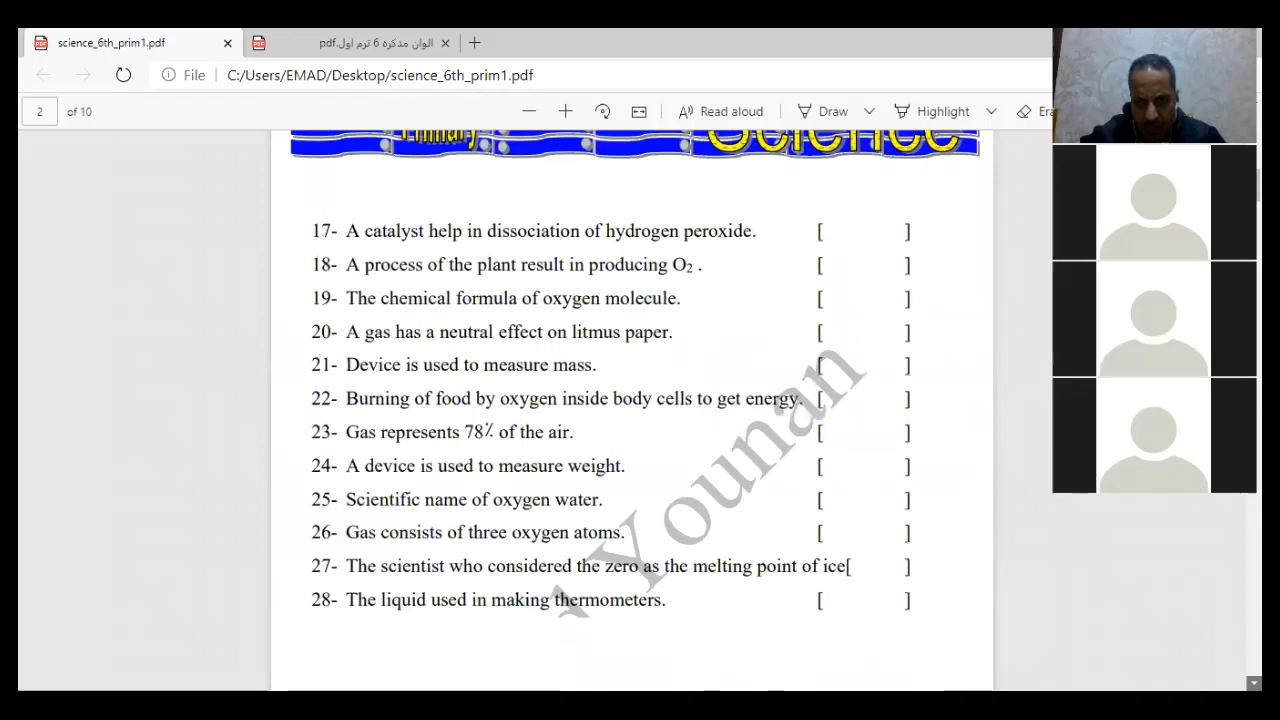 science_6th_prim1.pdf
الوان مذكره 6 ترم اول.pdf
File
C:/Users/EMAD/Desktop/science_6th_prim1.pdf
2 of 10
Read aloud
Draw
Highlight
Era
Primary
Science
17- A catalyst help in dissociation of hydrogen peroxide. [ ]
18- A process of the plant result in producing O₂ . [ ]
19- The chemical formula of oxygen molecule. [ ]
20- A gas has a neutral effect on litmus paper. [ ]
21- Device is used to measure mass. [ ]
22- Burning of food by oxygen inside body cells to get energy. [ ]
23- Gas represents 78٪ of the air. [ ]
24- A device is used to measure weight. [ ]
25- Scientific name of oxygen water. [ ]
26- Gas consists of three oxygen atoms. [ ]
27- The scientist who considered the zero as the melting point of ice[ ]
28- The liquid used in making thermometers. [ ]
Younan